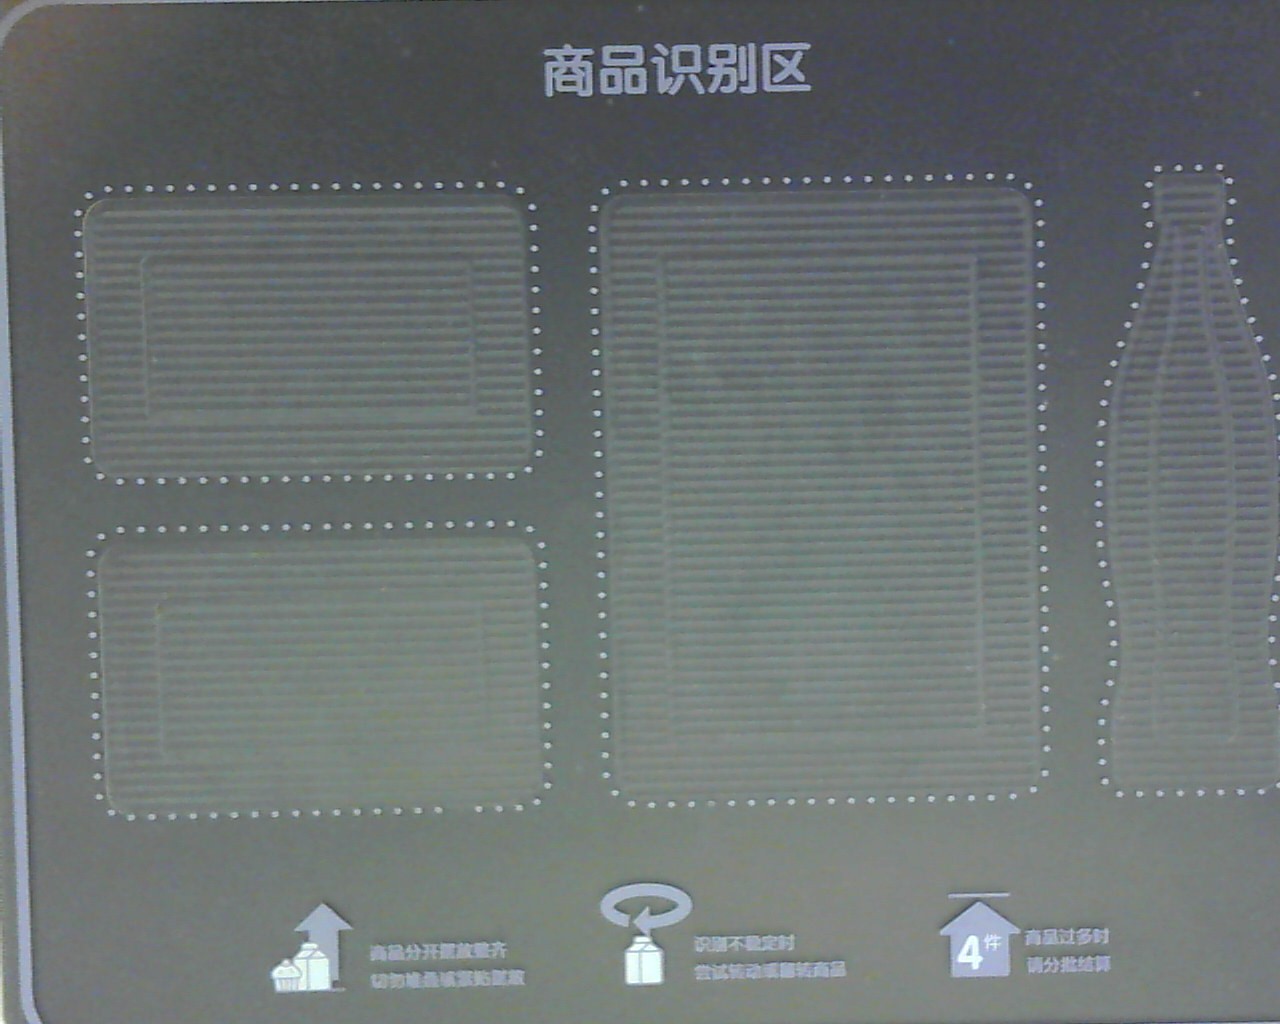 商品识别区
商品分开摆放整齐
切勿堆叠或紧贴摆放
识别不稳定时
尝试转动或翻转商品
4件
商品过多时
请分批结算